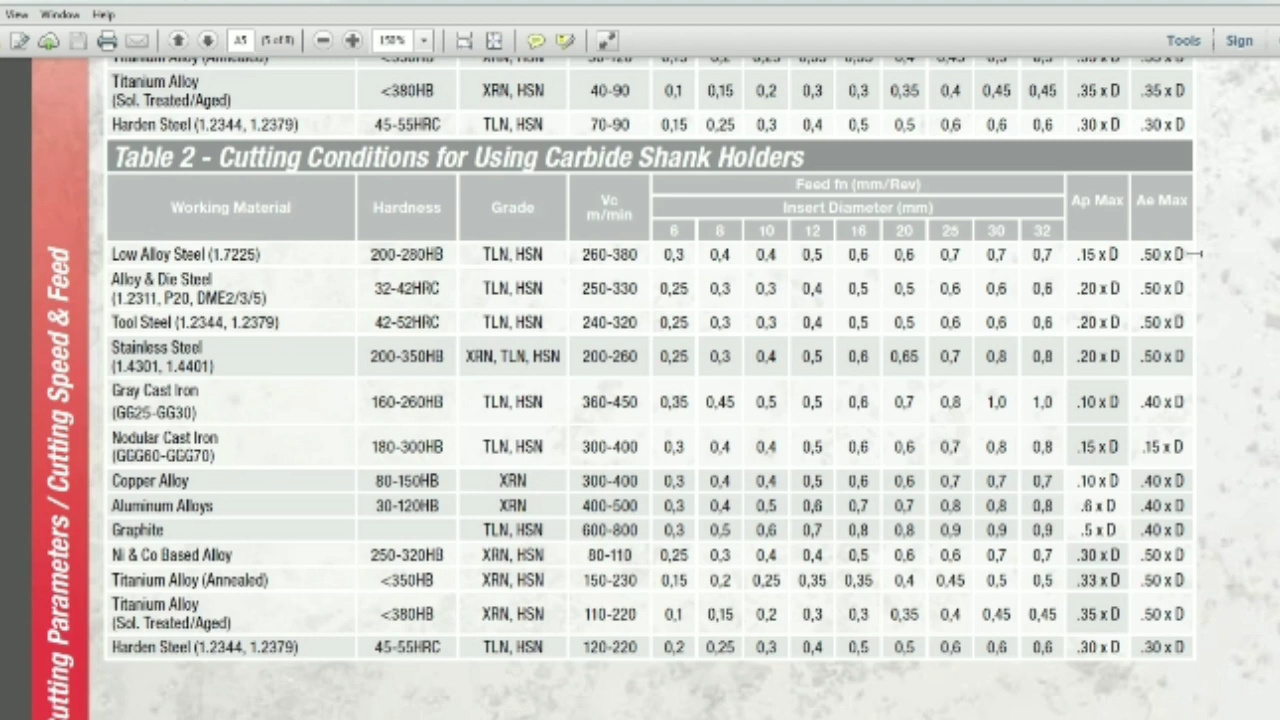 View Window Help
A5 (5 of 8) 150% Tools Sign
Titanium Alloy (Annealed) <350HB XRN, HSN
Titanium Alloy
(Sol. Treated/Aged) <380HB XRN, HSN 40-90 0,1 0,15 0,2 0,3 0,3 0,35 0,4 0,45 0,45 .35 x D .35 x D
Harden Steel (1.2344, 1.2379) 45-55HRC TLN, HSN 70-90 0,15 0,25 0,3 0,4 0,5 0,5 0,6 0,6 0,6 .30 x D .30 x D
Table 2 - Cutting Conditions for Using Carbide Shank Holders
Working Material Hardness Grade Vc
m/min Feed fn (mm/Rev) Ap Max Ae Max
Insert Diameter (mm)
6 8 10 12 16 20 25 30 32
Low Alloy Steel (1.7225) 200-280HB TLN, HSN 260-380 0,3 0,4 0,4 0,5 0,6 0,6 0,7 0,7 0,7 .15 x D .50 x D
Alloy & Die Steel
(1.2311, P20, DME2/3/5) 32-42HRC TLN, HSN 250-330 0,25 0,3 0,3 0,4 0,5 0,5 0,6 0,6 0,6 .20 x D .50 x D
Tool Steel (1.2344, 1.2379) 42-52HRC TLN, HSN 240-320 0,25 0,3 0,3 0,4 0,5 0,5 0,6 0,6 0,6 .20 x D .50 x D
Stainless Steel
(1.4301, 1.4401) 200-350HB XRN, TLN, HSN 200-260 0,25 0,3 0,4 0,5 0,6 0,65 0,7 0,8 0,8 .20 x D .50 x D
Gray Cast Iron
(GG25-GG30) 160-260HB TLN, HSN 360-450 0,35 0,45 0,5 0,5 0,6 0,7 0,8 1,0 1,0 .10 x D .40 x D
Nodular Cast Iron
(GGG60-GGG70) 180-300HB TLN, HSN 300-400 0,3 0,4 0,4 0,5 0,6 0,6 0,7 0,8 0,8 .15 x D .15 x D
Copper Alloy 80-150HB XRN 300-400 0,3 0,4 0,4 0,5 0,6 0,6 0,7 0,7 0,7 .10 x D .40 x D
Aluminum Alloys 30-120HB XRN 400-500 0,3 0,4 0,5 0,6 0,7 0,7 0,8 0,8 0,8 .6 x D .40 x D
Graphite TLN, HSN 600-800 0,3 0,5 0,6 0,7 0,8 0,8 0,9 0,9 0,9 .5 x D .40 x D
Ni & Co Based Alloy 250-320HB XRN, HSN 80-110 0,25 0,3 0,4 0,4 0,5 0,6 0,6 0,7 0,7 .30 x D .50 x D
Titanium Alloy (Annealed) <350HB XRN, HSN 150-230 0,15 0,2 0,25 0,35 0,35 0,4 0,45 0,5 0,5 .33 x D .50 x D
Titanium Alloy
(Sol. Treated/Aged) <380HB XRN, HSN 110-220 0,1 0,15 0,2 0,3 0,3 0,35 0,4 0,45 0,45 .35 x D .50 x D
Harden Steel (1.2344, 1.2379) 45-55HRC TLN, HSN 120-220 0,2 0,25 0,3 0,4 0,5 0,5 0,6 0,6 0,6 .30 x D .30 x D
Cutting Parameters / Cutting Speed & Feed